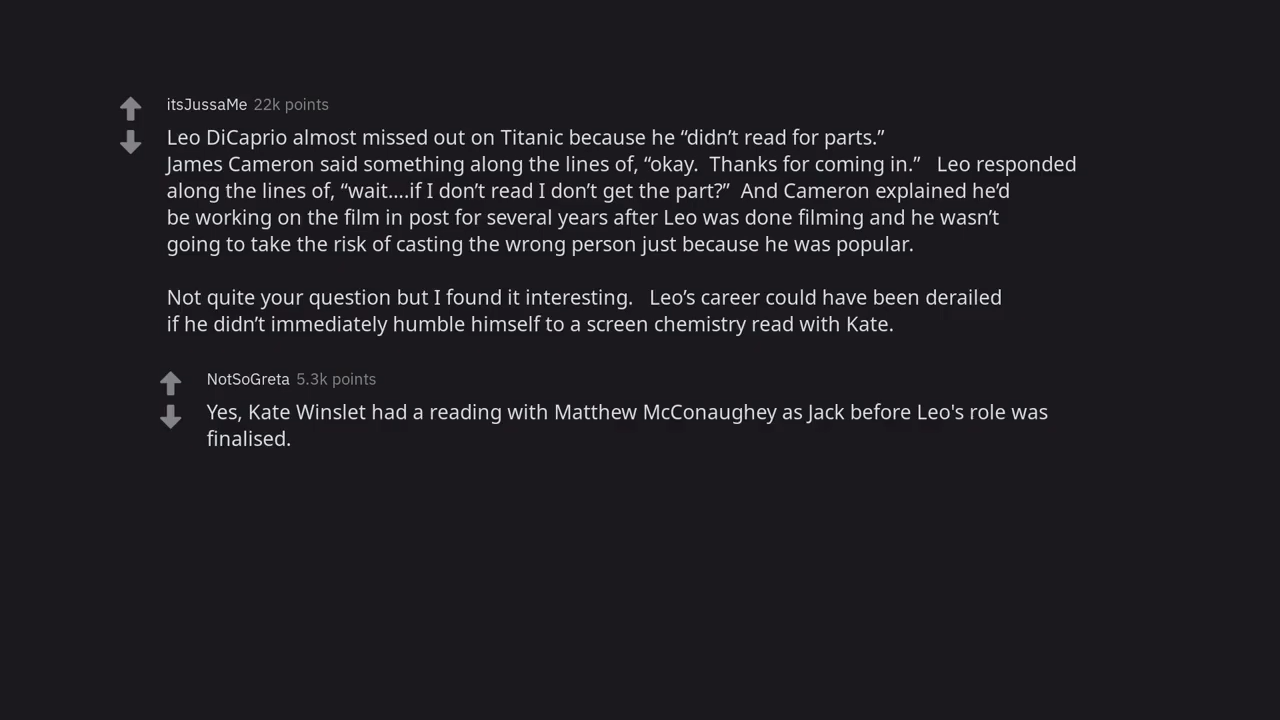 itsJussaMe 22k points
Leo DiCaprio almost missed out on Titanic because he “didn’t read for parts.”
James Cameron said something along the lines of, “okay.  Thanks for coming in.”   Leo responded
along the lines of, “wait....if I don’t read I don’t get the part?”  And Cameron explained he’d
be working on the film in post for several years after Leo was done filming and he wasn’t
going to take the risk of casting the wrong person just because he was popular.
Not quite your question but I found it interesting.   Leo’s career could have been derailed
if he didn’t immediately humble himself to a screen chemistry read with Kate.
NotSoGreta 5.3k points
Yes, Kate Winslet had a reading with Matthew McConaughey as Jack before Leo's role was
finalised.